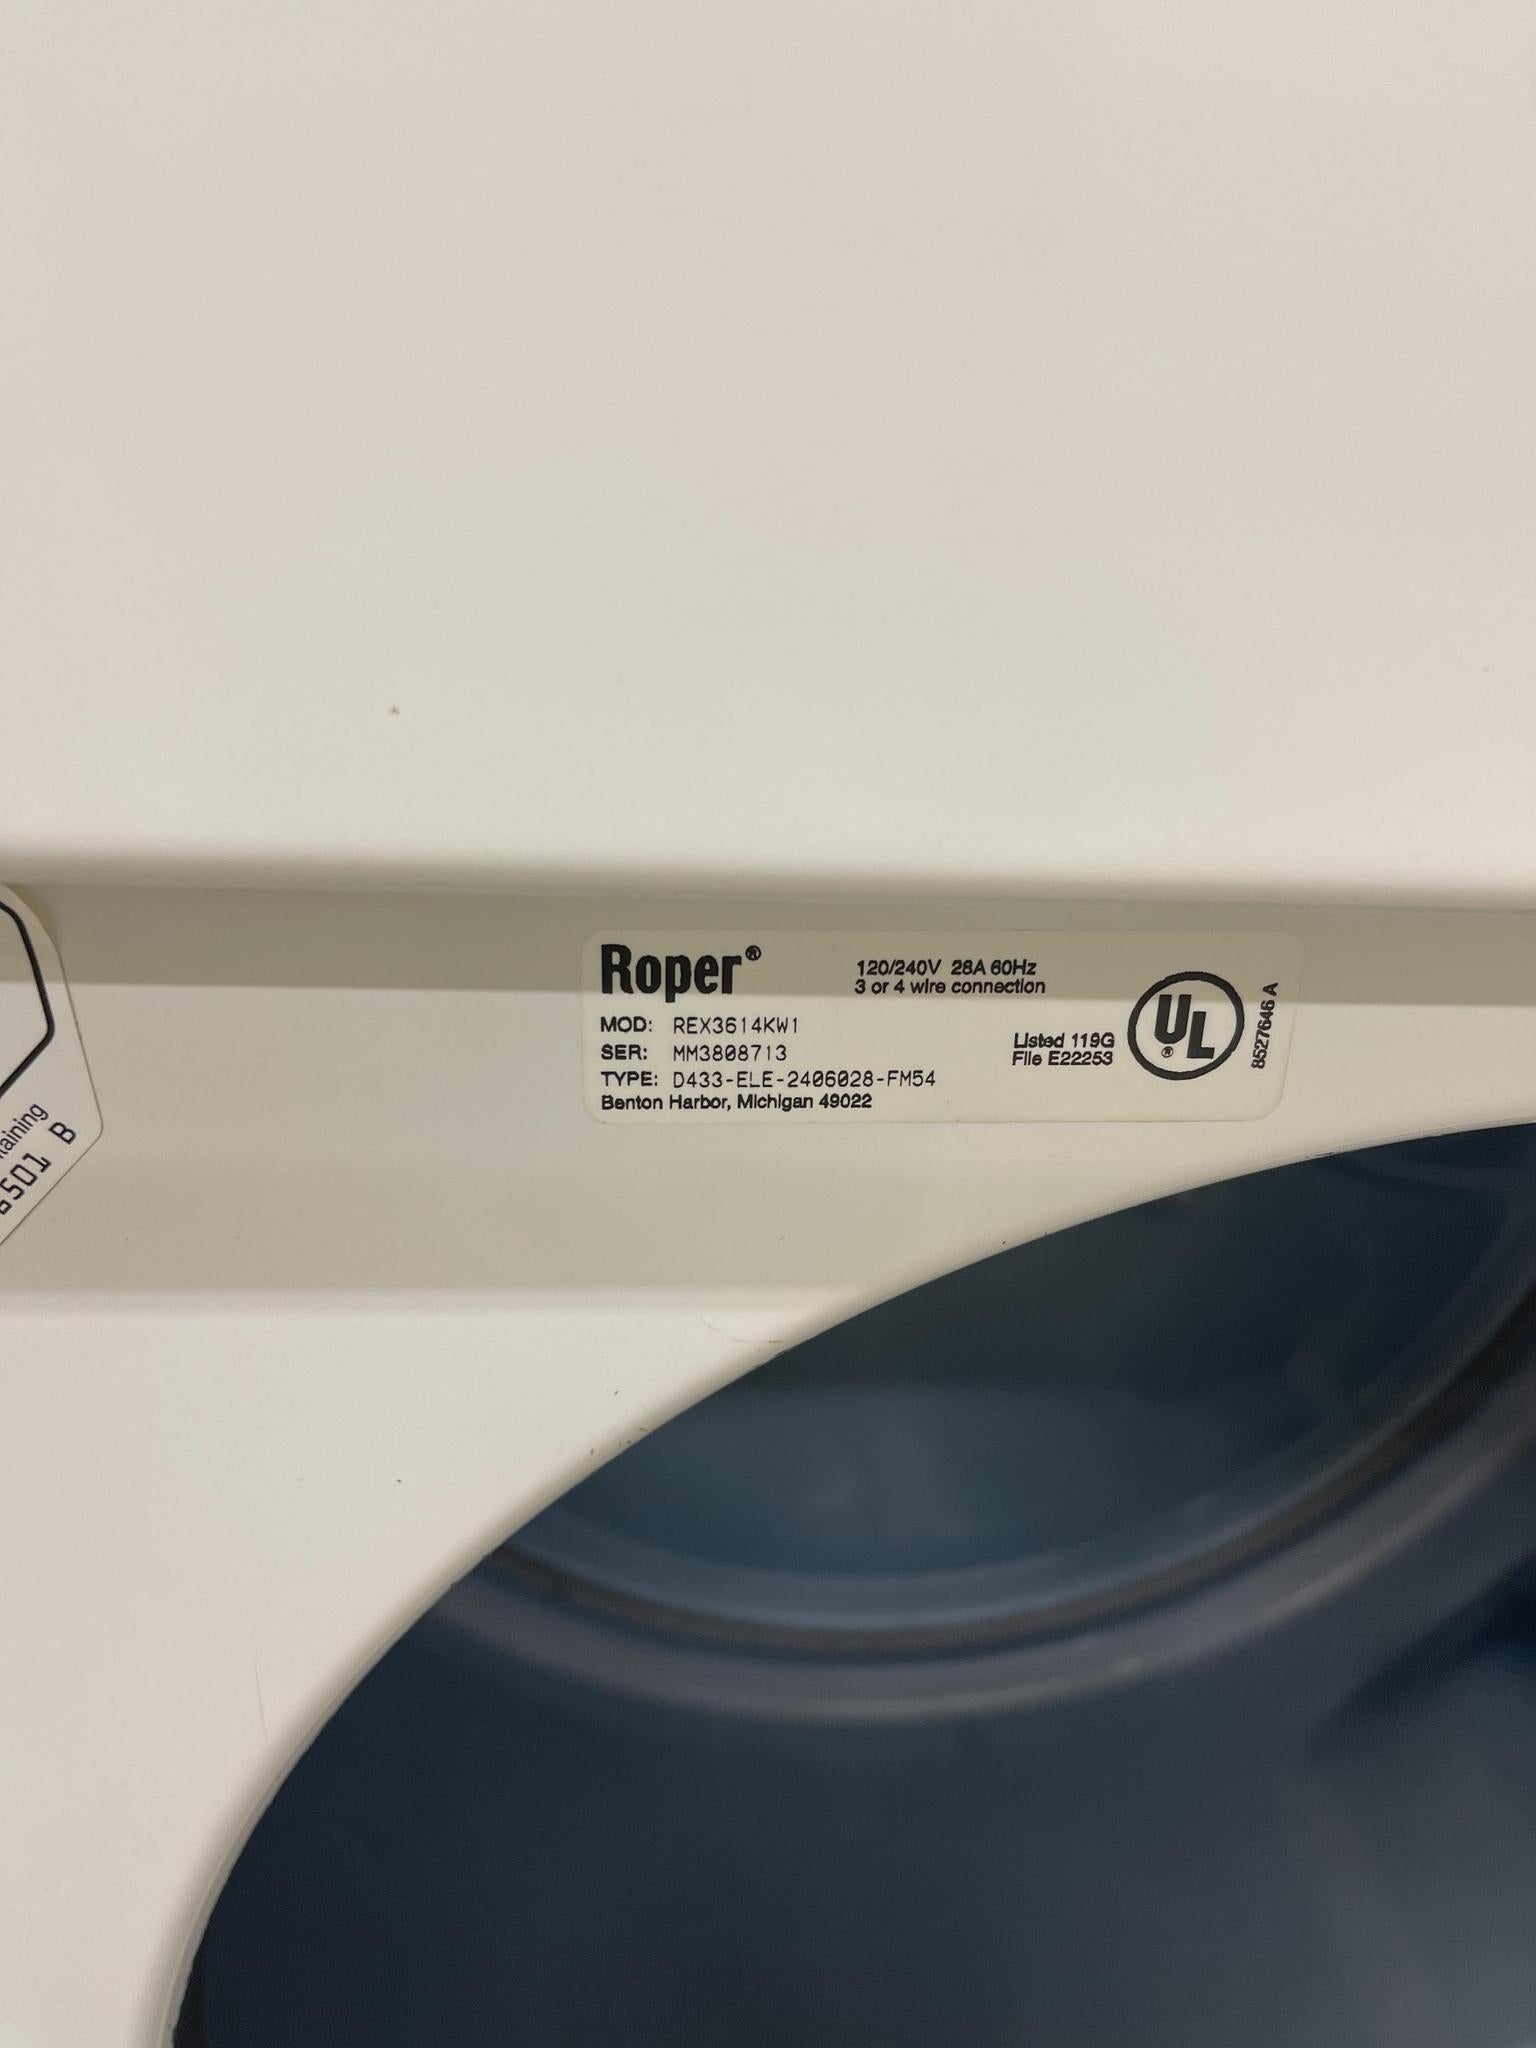 Roper®
120/240V 28A 60Hz
3 or 4 wire connection
MOD: REX3614KW1
SER: MM3808713
TYPE: D433-ELE-2406028-FM54
Benton Harbor, Michigan 49022
Listed 119G
File E22253
UL®
8527646 A
501 B